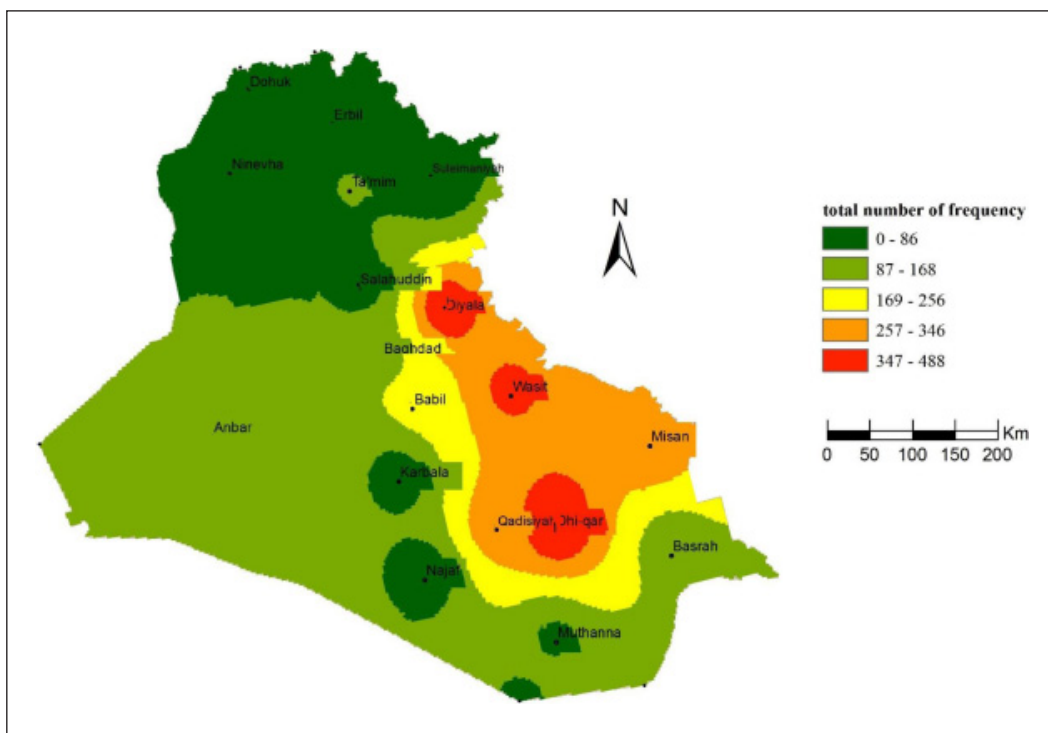 Dohuk
Erbil
Ninevha
Suleimaniyah
Ta'mim
Salahuddin
Diyala
Baghdad
Wasit
Babil
Anbar
Misan
Karbala
Qadisiyah
Dhi-qar
Basrah
Najaf
Muthanna
N
total number of frequency
0 - 86
87 - 168
169 - 256
257 - 346
347 - 488
Km
0 50 100 150 200